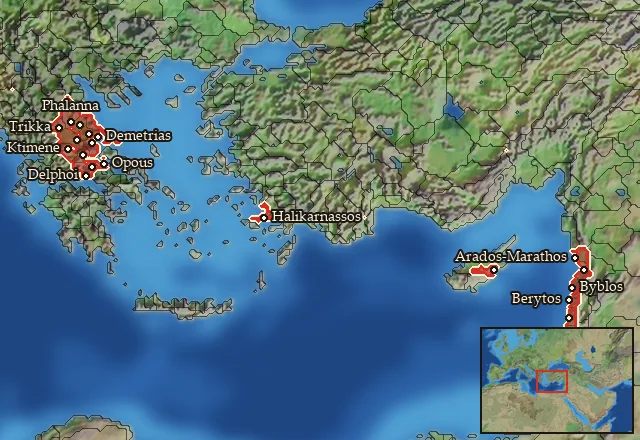 Phalanna
Trikka
Demetrias
Ktimene
Opous
Delphoi
Halikarnassos
Arados-Marathos
Byblos
Berytos